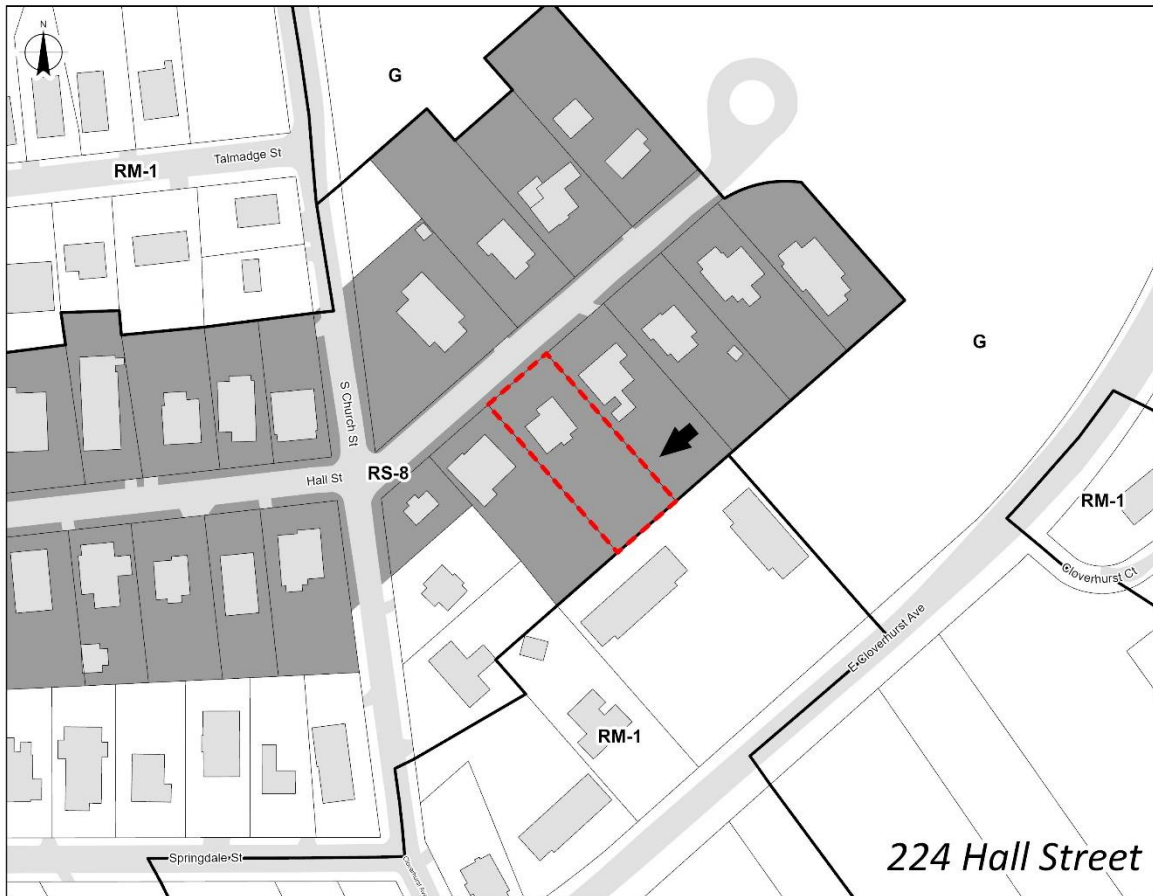 N
G
RM-1
Talmadge St
G
S Church St
RS-8
Hall St
RM-1
Cloverhurst Ct
E Cloverhurst Ave
RM-1
Springdale St
224 Hall Street